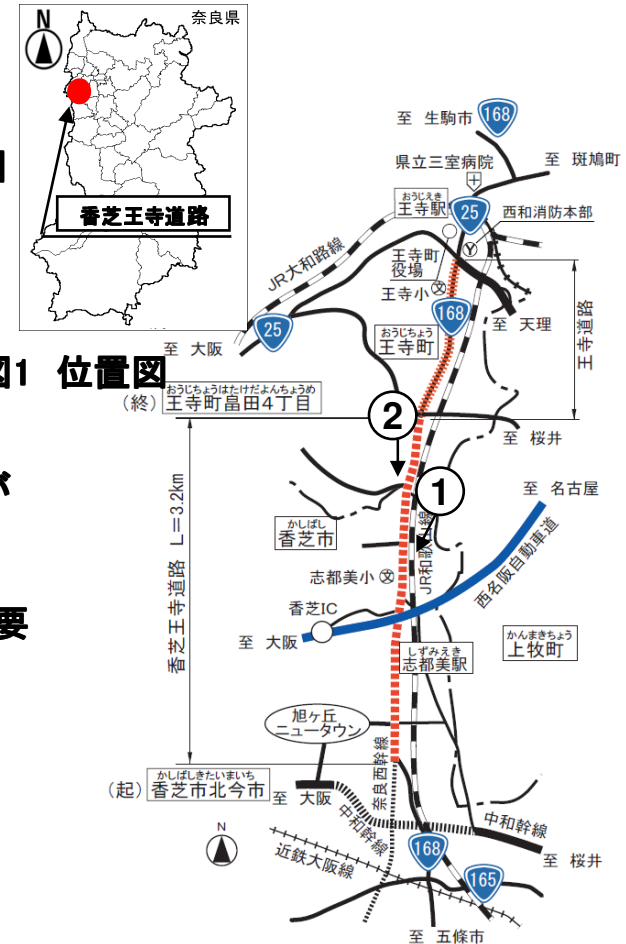 N
奈良県
香芝王寺道路
図1 位置図
が
要
至 生駒市
168
県立三室病院
至 斑鳩町
おうじえき
王寺駅
25
西和消防本部
Y
王寺町
役場
文
王寺小
JR大和路線
168
25
至 大阪
おうじちょう
王寺町
至 天理
王寺道路
おうじちょうはたけだよんちょうめ
(終) 王寺町畠田4丁目
2
至 桜井
1
至 名古屋
かしばし
香芝市
JR和歌山線
西名阪自動車道
志都美小
文
香芝IC
至 大阪
香芝王寺道路 L=3.2km
かんまきちょう
上牧町
しずみえき
志都美駅
旭ヶ丘
ニュータウン
奈良西幹線
かしばしきたいまいち
(起) 香芝市北今市
至 大阪
中和幹線
中和幹線
N
近鉄大阪線
168
165
至 桜井
至 五條市